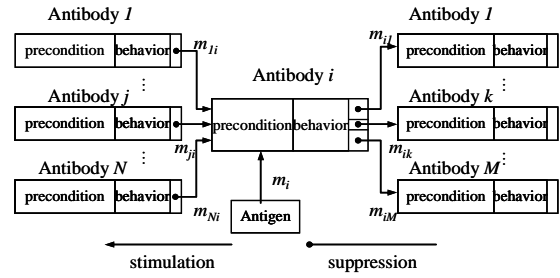 Antibody 1
precondition behavior
m1i
⋮
Antibody j
precondition behavior
mji
⋮
Antibody N
precondition behavior
mNi
Antibody i
precondition behavior
mi
Antigen
Antibody 1
mi1
precondition behavior
⋮
Antibody k
precondition behavior
mik
⋮
Antibody M
precondition behavior
miM
stimulation
suppression